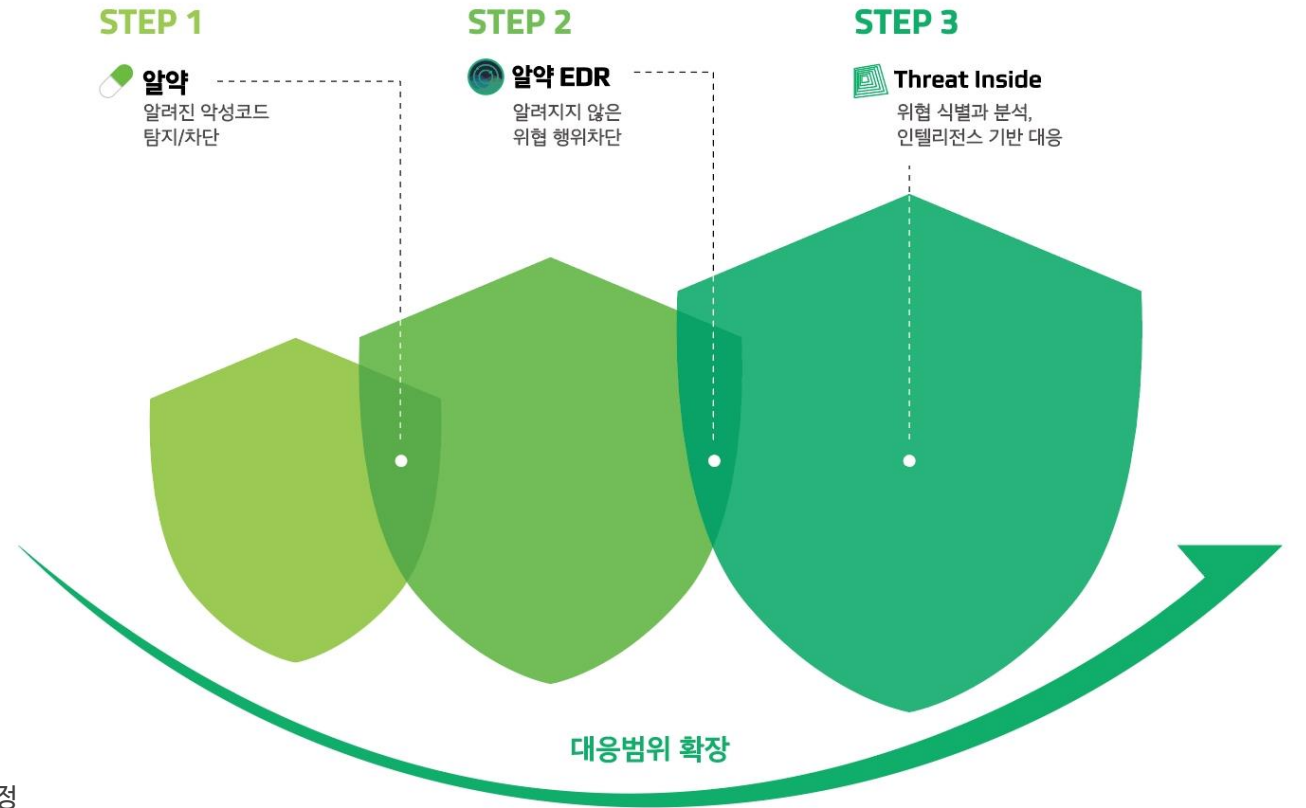 STEP 1
알약
알려진 악성코드
탐지/차단
STEP 2
알약 EDR
알려지지 않은
위협 행위차단
STEP 3
Threat Inside
위협 식별과 분석,
인텔리전스 기반 대응
대응범위 확장
정